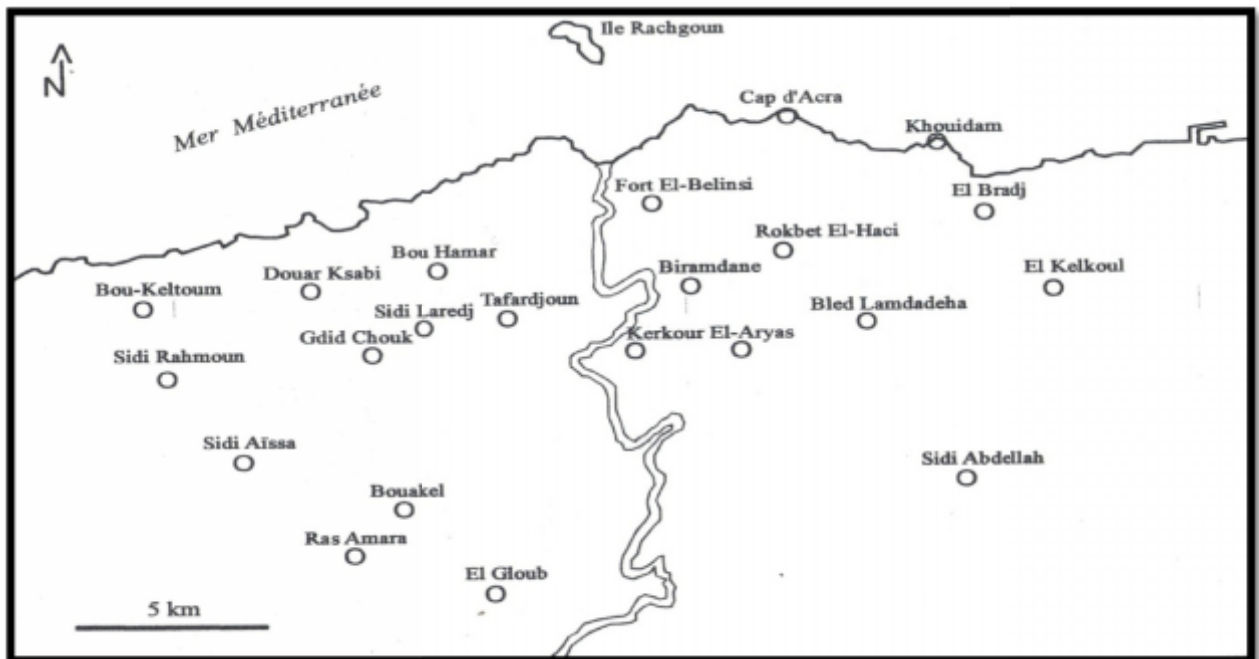 Ile Rachgoun
N
Mer Méditerranée
Cap d'Acra
Khouidam
Fort El-Belinsi
El Bradj
Rokbet El-Haci
Bou Hamar
Biramdane
El Kelkoul
Douar Ksabi
Bou-Keltoum
Sidi Laredj
Tafardjoun
Bled Lamdadeha
Gdid Chouk
Kerkour El-Aryas
Sidi Rahmoun
Sidi Aïssa
Sidi Abdellah
Bouakel
Ras Amara
El Gloub
5 km